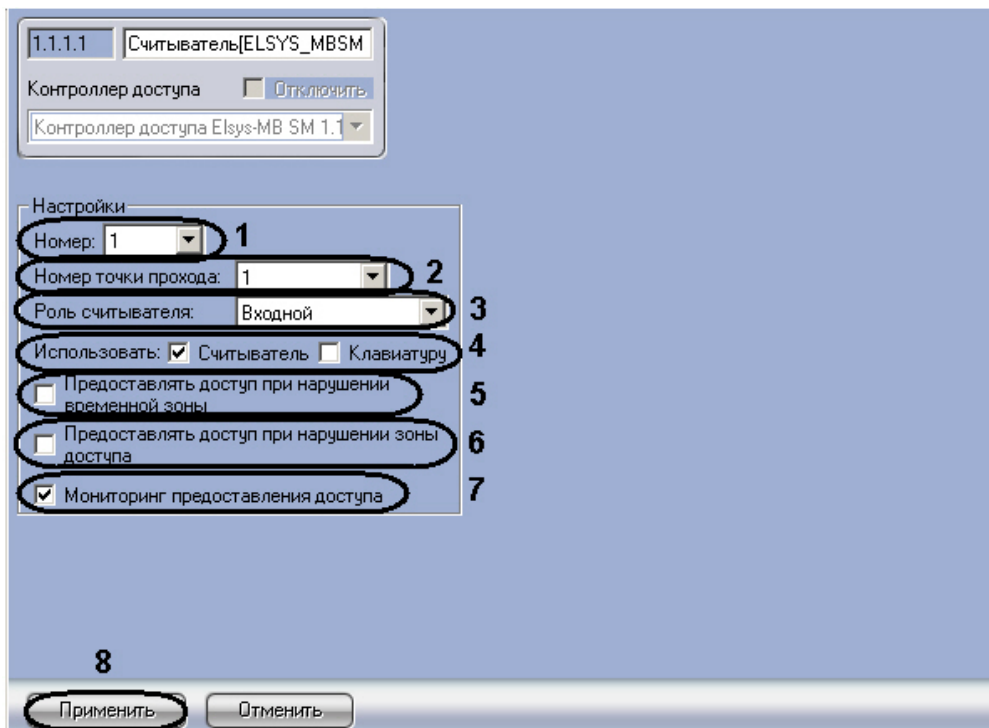 1.1.1.1 Считыватель[ELSYS_MBSM
Контроллер доступа Отключить
Контроллер доступа Elsys-MB SM 1.1
Настройки
Номер: 1 1
Номер точки прохода: 1 2
Роль считывателя: Входной 3
Использовать: Считыватель Клавиатуру 4
Предоставлять доступ при нарушении
временной зоны 5
Предоставлять доступ при нарушении зоны
доступа 6
Мониторинг предоставления доступа 7
8
Применить Отменить